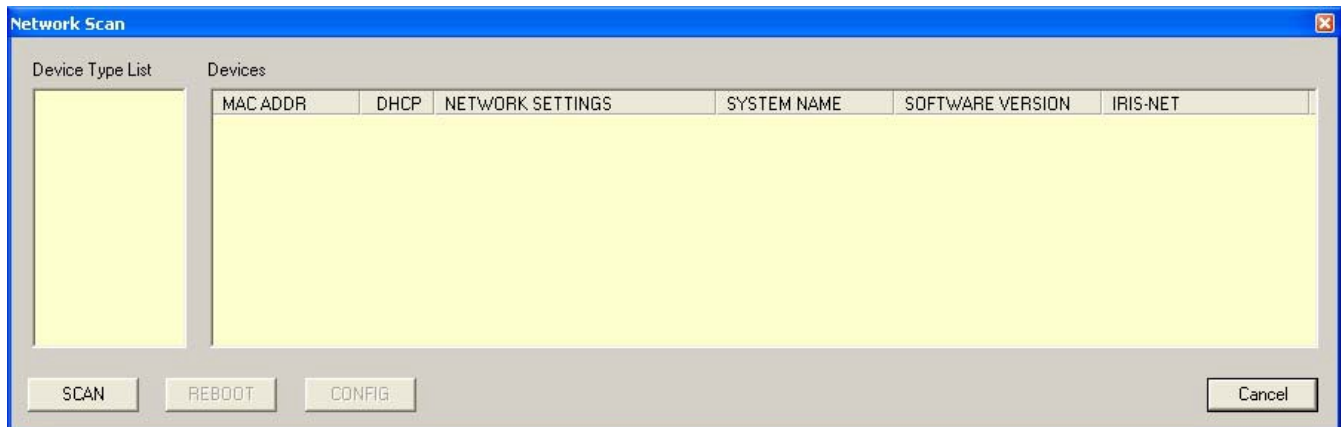 Network Scan
Device Type List Devices
MAC ADDR DHCP NETWORK SETTINGS SYSTEM NAME SOFTWARE VERSION IRIS-NET
SCAN REBOOT CONFIG Cancel